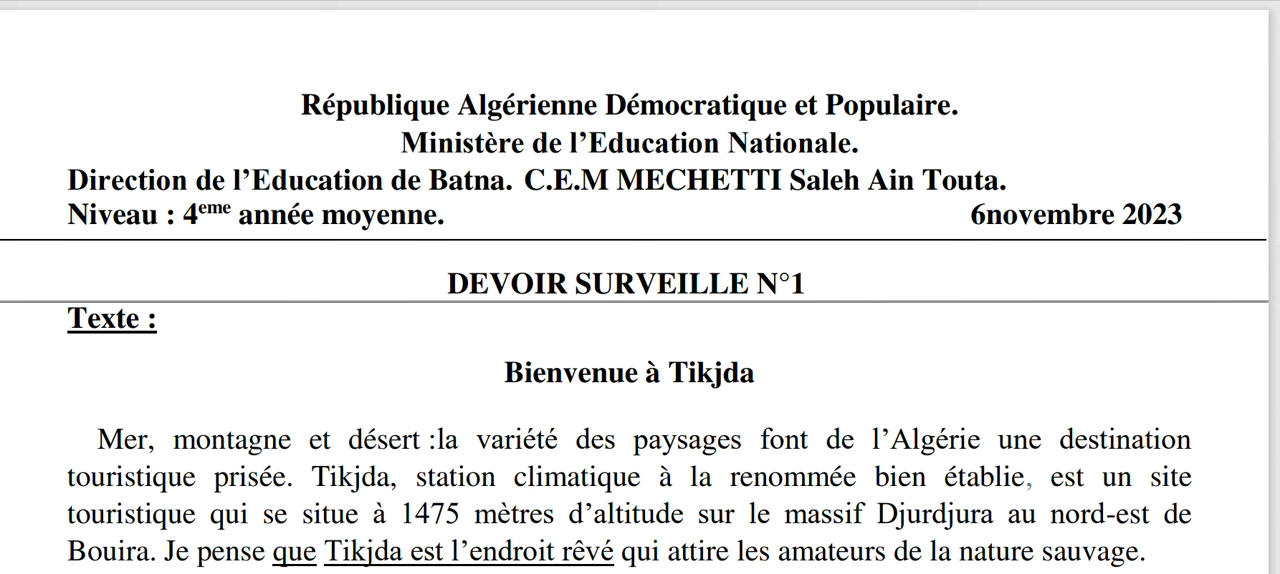 République Algérienne Démocratique et Populaire.
Ministère de l’Education Nationale.
Direction de l’Education de Batna. C.E.M MECHETTI Saleh Ain Touta.
Niveau : 4eme année moyenne. 6novembre 2023
DEVOIR SURVEILLE N°1
Texte :
Bienvenue à Tikjda
Mer, montagne et désert :la variété des paysages font de l’Algérie une destination
touristique prisée. Tikjda, station climatique à la renommée bien établie, est un site
touristique qui se situe à 1475 mètres d’altitude sur le massif Djurdjura au nord-est de
Bouira. Je pense que Tikjda est l’endroit rêvé qui attire les amateurs de la nature sauvage.